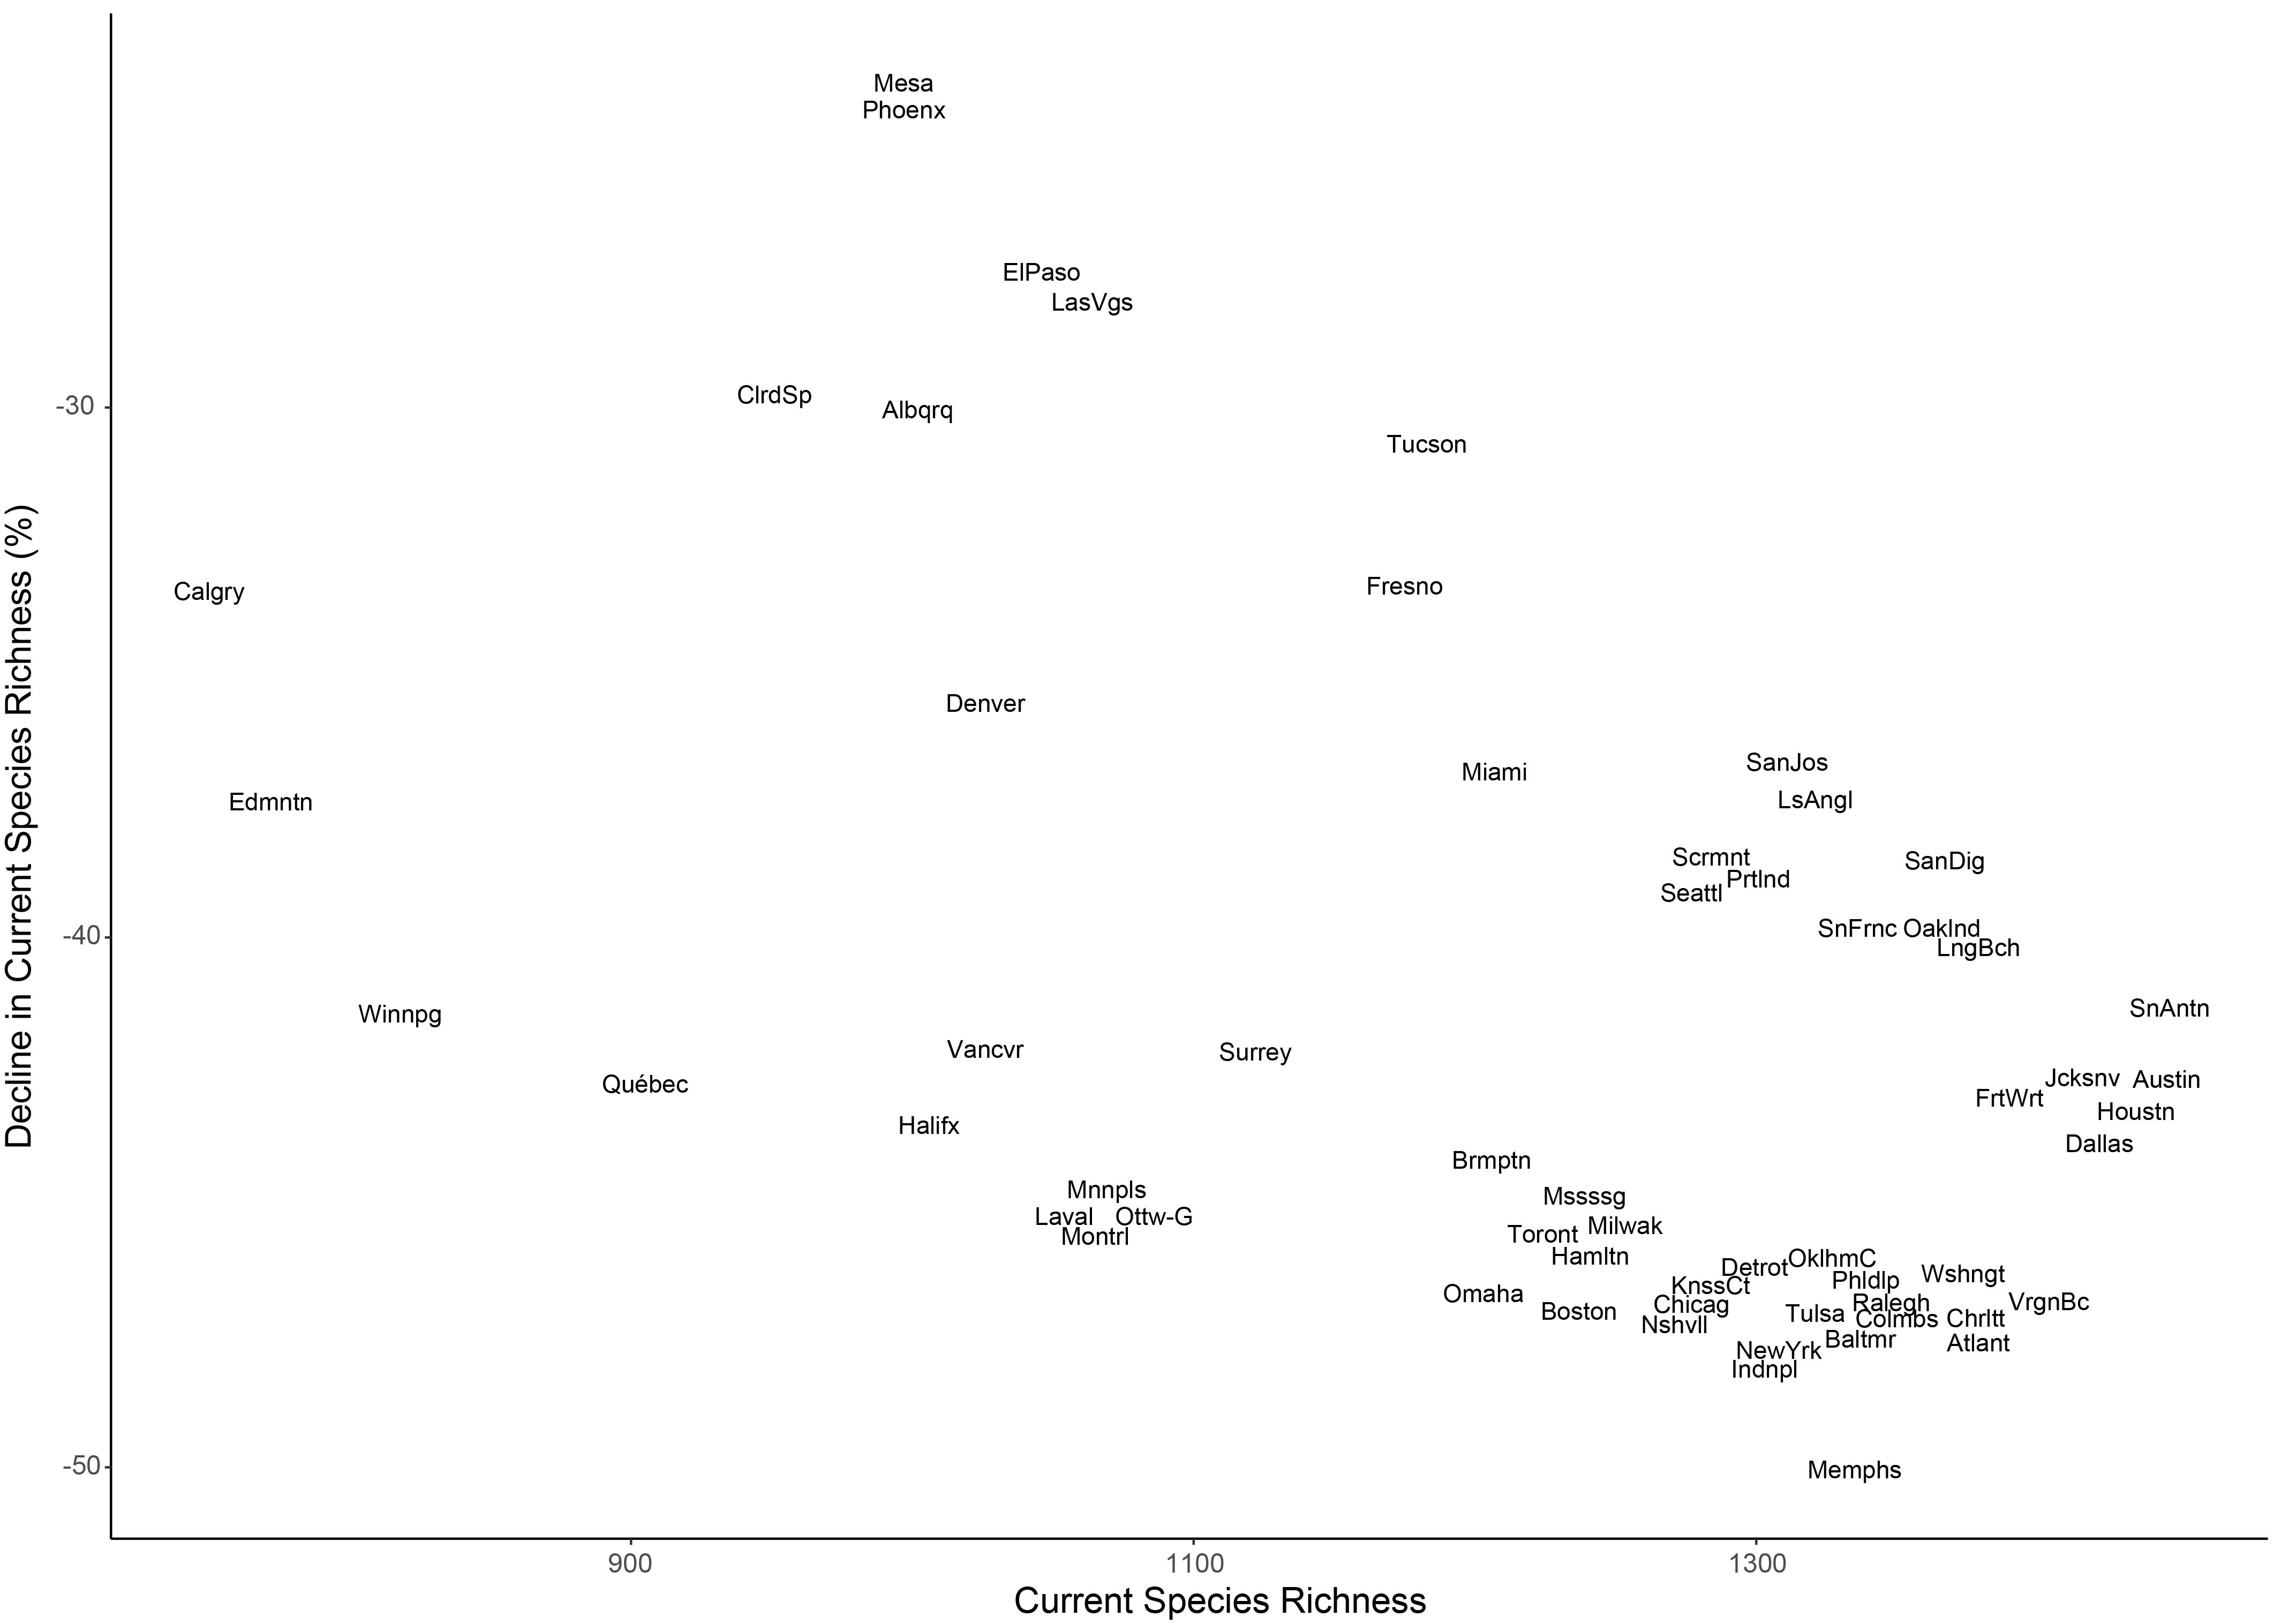 Mesa
Phoenx
ElPaso
LasVgs
ClrdSp
-30
Albqrq
Tucson
Fresno
Calgry
Denver
SanJos
Miami
LsAngl
Edmntn
Scrmnt
SanDig
Prtlnd
Seattl
SnFrnc Oaklnd
-40
LngBch
SnAntn
Winnpg
Vancvr
Surrey
Jcksnv
Austin
Québec
FrtWrt
Houstn
Halifx
Dallas
Brmptn
Mnnpls
Mssssg
Laval
Ottw-G
Milwak
Toront
Montrl
Hamltn
OklhmC
Detrot
Wshngt
Phldlp
KnssCt
Omaha
VrgnBc
Ralegh
Chicag
Boston
Tulsa
Colmbs
Chrltt
Nshvll
Baltmr
Atlant
NewYrk
Indnpl
-50
Memphs
900
1100
1300
Current Species Richness
Decline in Current Species Richness (%)